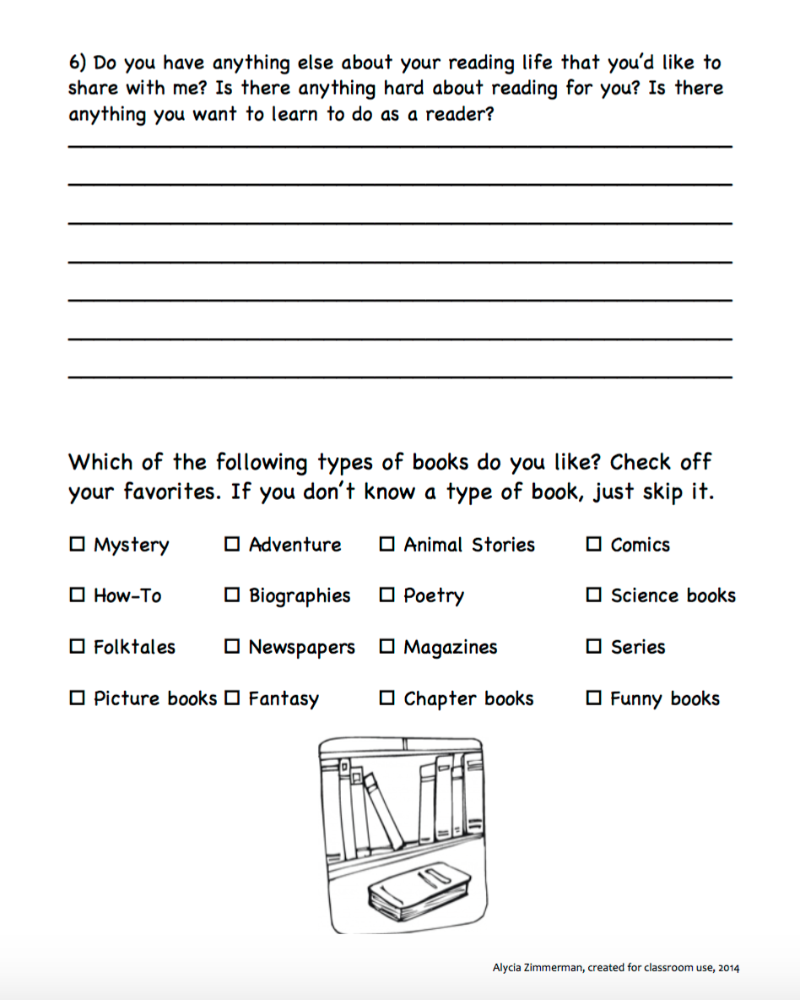 6) Do you have anything else about your reading life that you'd like to
share with me? Is there anything hard about reading for you? Is there
anything you want to learn to do as a reader?
Which of the following types of books do you like? Check off
your favorites. If you don't know a type of book, just skip it.
☐ Mystery ☐ Adventure ☐ Animal Stories ☐ Comics
☐ How-To ☐ Biographies ☐ Poetry ☐ Science books
☐ Folktales ☐ Newspapers ☐ Magazines ☐ Series
☐ Picture books ☐ Fantasy ☐ Chapter books ☐ Funny books
Alycia Zimmerman, created for classroom use, 2014